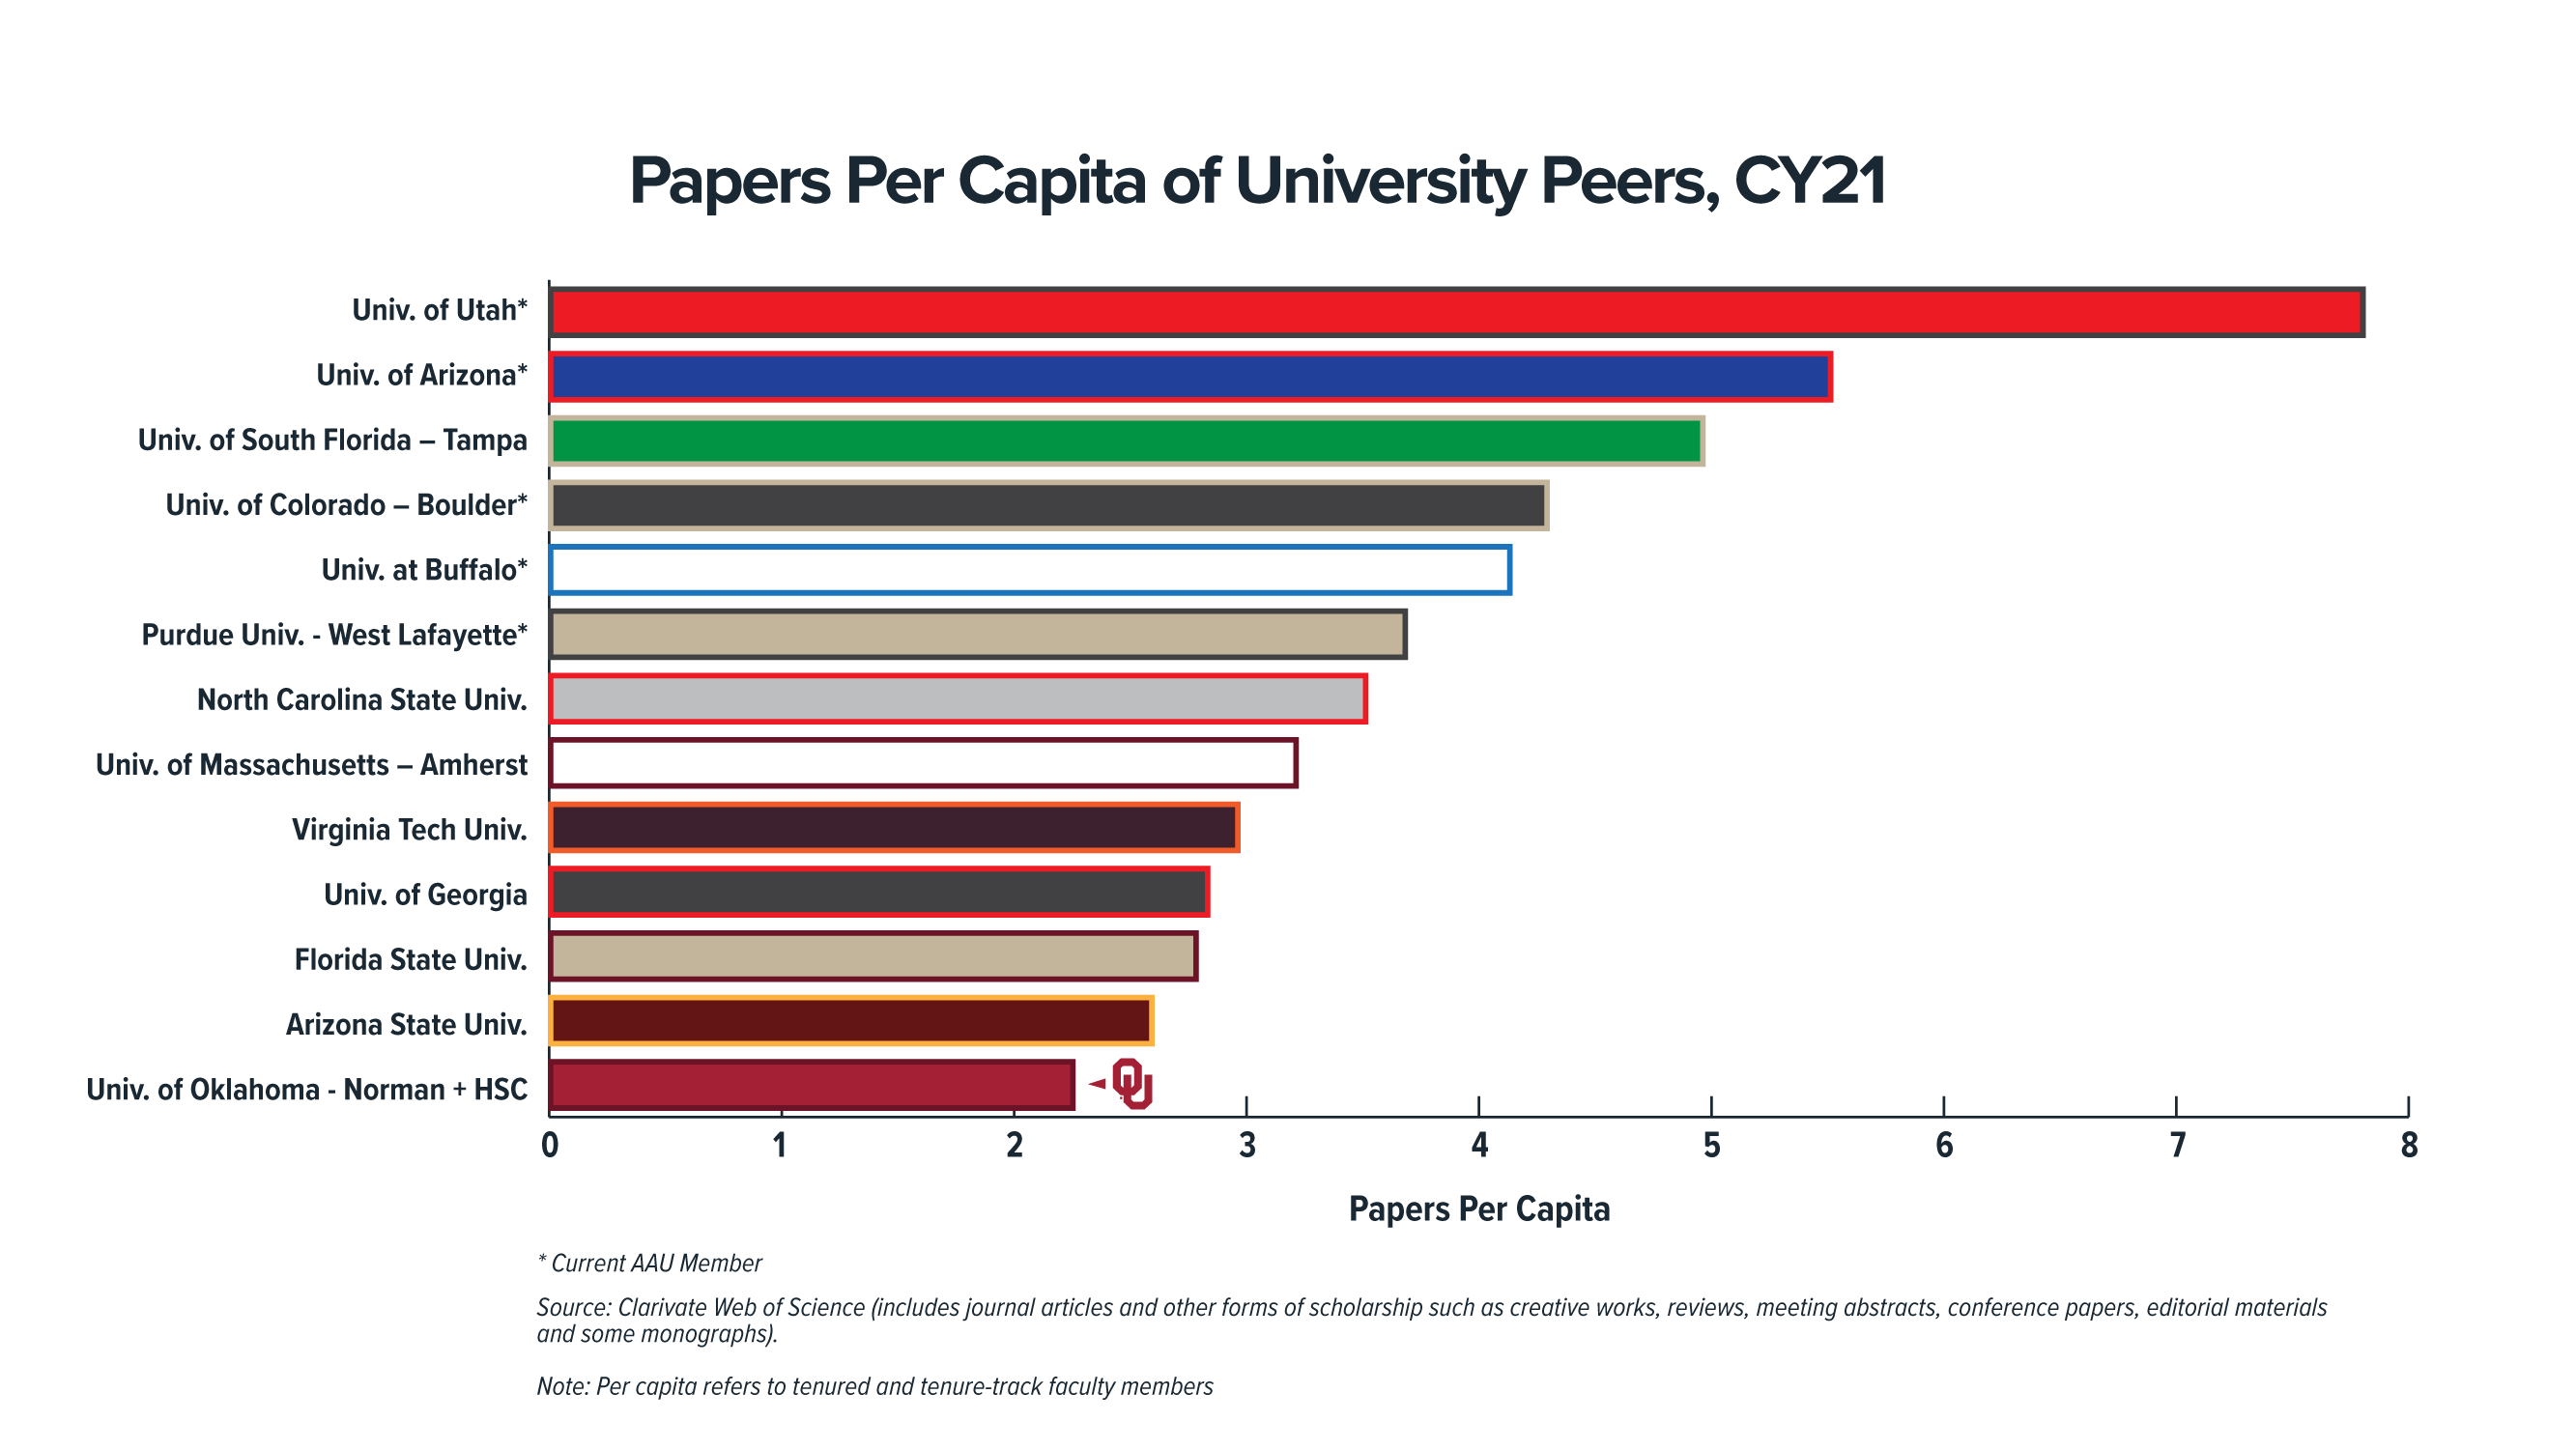 Papers Per Capita of University Peers, CY21
Univ. of Utah*
Univ. of Arizona*
Univ. of South Florida – Tampa
Univ. of Colorado – Boulder*
Univ. at Buffalo*
Purdue Univ. - West Lafayette*
North Carolina State Univ.
Univ. of Massachusetts – Amherst
Virginia Tech Univ.
Univ. of Georgia
Florida State Univ.
Arizona State Univ.
Univ. of Oklahoma - Norman + HSC
OU
0 1 2 3 4 5 6 7 8
Papers Per Capita
* Current AAU Member
Source: Clarivate Web of Science (includes journal articles and other forms of scholarship such as creative works, reviews, meeting abstracts, conference papers, editorial materials
and some monographs).
Note: Per capita refers to tenured and tenure-track faculty members